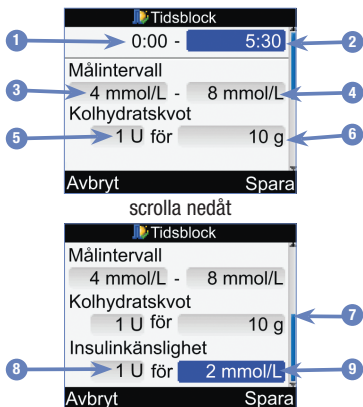 Tidsblock
1 0:00 - 5:30 2
Målintervall
3 4 mmol/L - 8 mmol/L 4
Kolhydratskvot
5 1 U för 10 g 6
Avbryt Spara
scrolla nedåt
Tidsblock
Målintervall
4 mmol/L - 8 mmol/L
Kolhydratskvot
1 U för 10 g 7
Insulinkänslighet
8 1 U för 2 mmol/L 9
Avbryt Spara